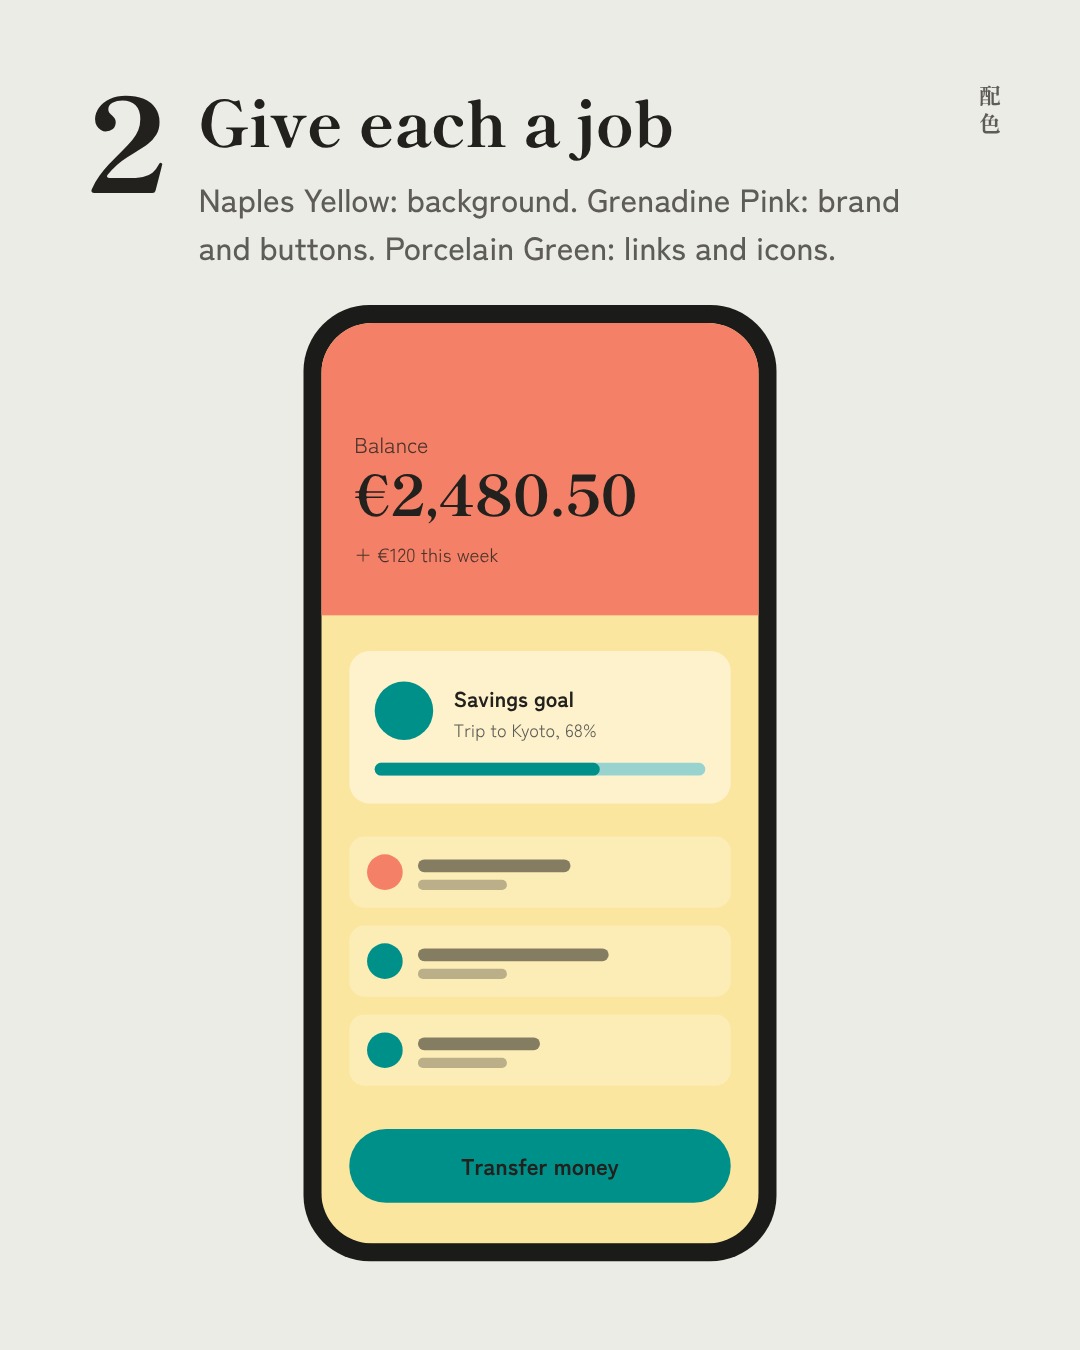 2
Give each a job
配色
Naples Yellow: background. Grenadine Pink: brand
and buttons. Porcelain Green: links and icons.
Balance
€2,480.50
+ €120 this week
Savings goal
Trip to Kyoto, 68%
Transfer money